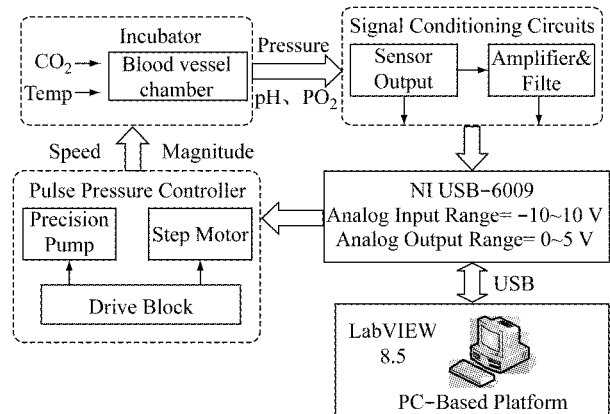 Incubator
CO₂
Temp
Blood vessel
chamber
Pressure
pH、PO₂
Signal Conditioning Circuits
Sensor
Output
Amplifier&
Filte
Speed
Magnitude
Pulse Pressure Controller
Precision
Pump
Step Motor
Drive Block
NI USB-6009
Analog Input Range= -10~10 V
Analog Output Range= 0~5 V
USB
LabVIEW
8.5
PC-Based Platform